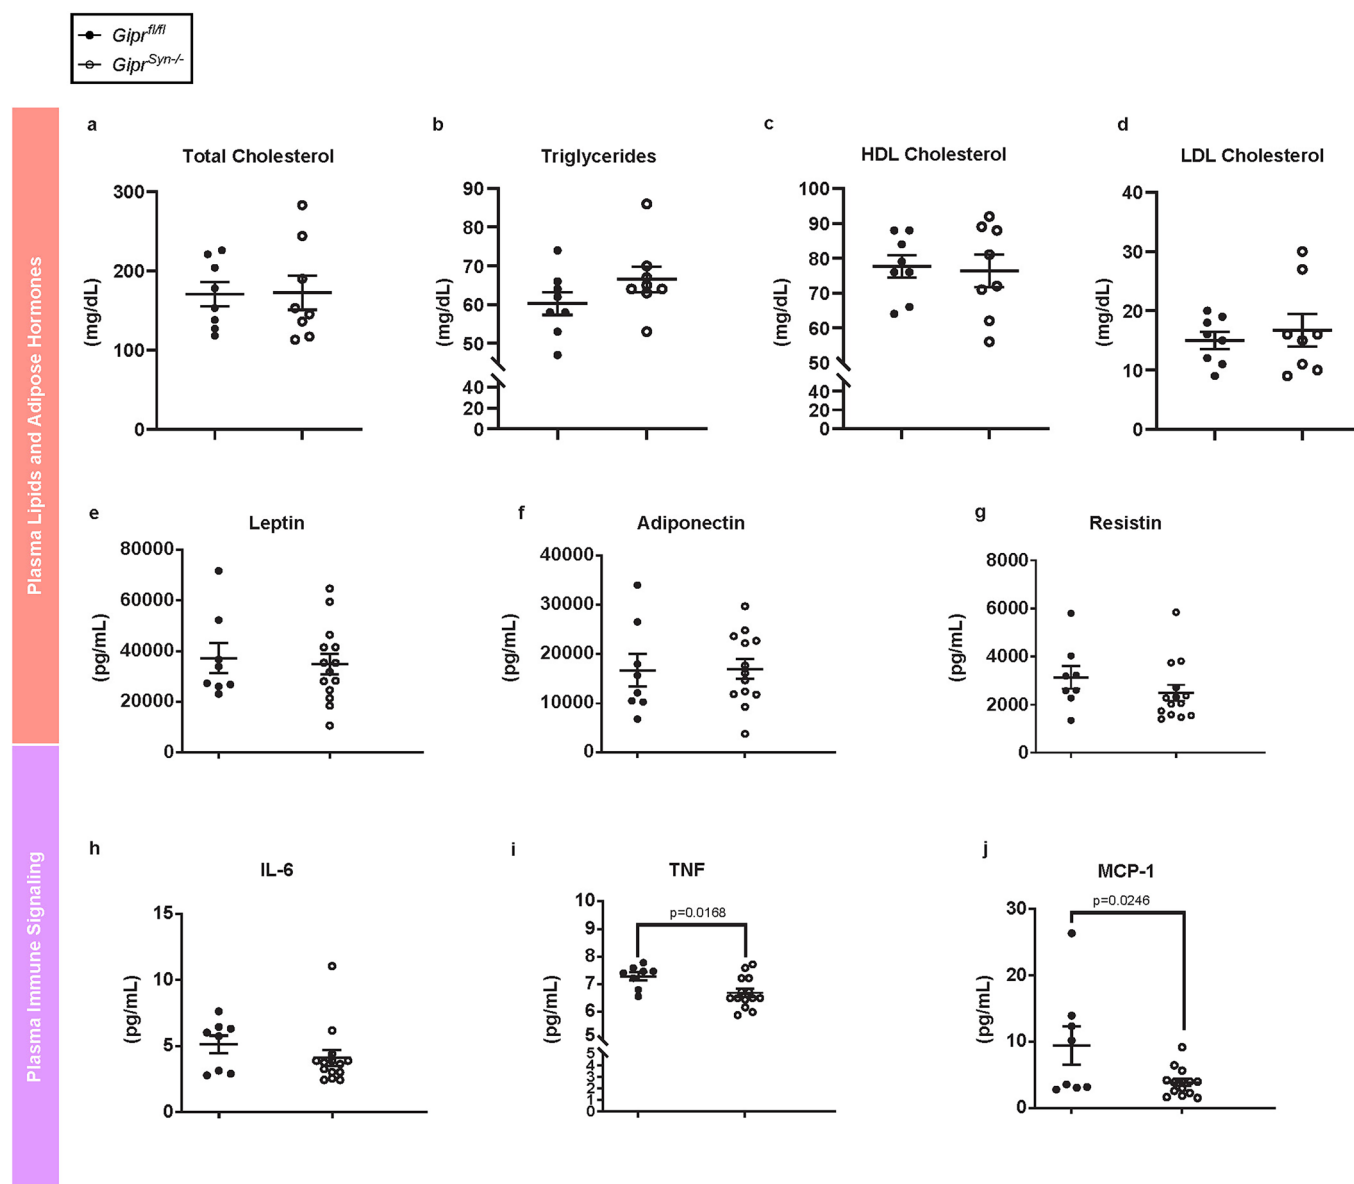 Gipr^fl/fl
Gipr^Syn-/-
Plasma Lipids and Adipose Hormones
a
Total Cholesterol
(mg/dL)
300
200
100
0
b
Triglycerides
(mg/dL)
90
80
70
60
50
40
20
0
c
HDL Cholesterol
(mg/dL)
100
90
80
70
60
50
40
20
0
d
LDL Cholesterol
(mg/dL)
40
30
20
10
0
e
Leptin
(pg/mL)
80000
60000
40000
20000
0
f
Adiponectin
(pg/mL)
40000
30000
20000
10000
0
g
Resistin
(pg/mL)
8000
6000
4000
2000
0
Plasma Immune Signaling
h
IL-6
(pg/mL)
15
10
5
0
i
TNF
p=0.0168
(pg/mL)
10
9
8
7
6
5
5
4
3
2
1
0
j
MCP-1
p=0.0246
(pg/mL)
30
20
10
0